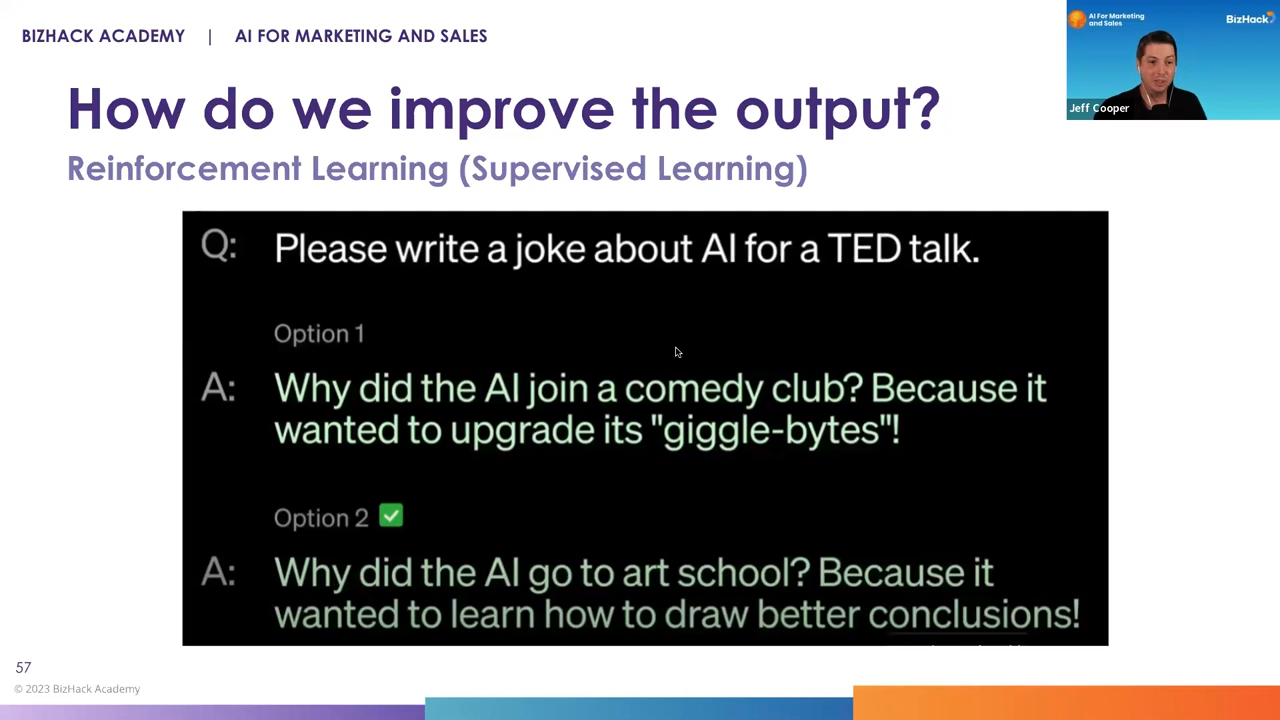 BIZHACK ACADEMY | AI FOR MARKETING AND SALES
AI For Marketing
and Sales
BizHack
Jeff Cooper
How do we improve the output?
Reinforcement Learning (Supervised Learning)
Q: Please write a joke about AI for a TED talk.
Option 1
A: Why did the AI join a comedy club? Because it
wanted to upgrade its "giggle-bytes"!
Option 2 ✅
A: Why did the AI go to art school? Because it
wanted to learn how to draw better conclusions!
57
© 2023 BizHack Academy